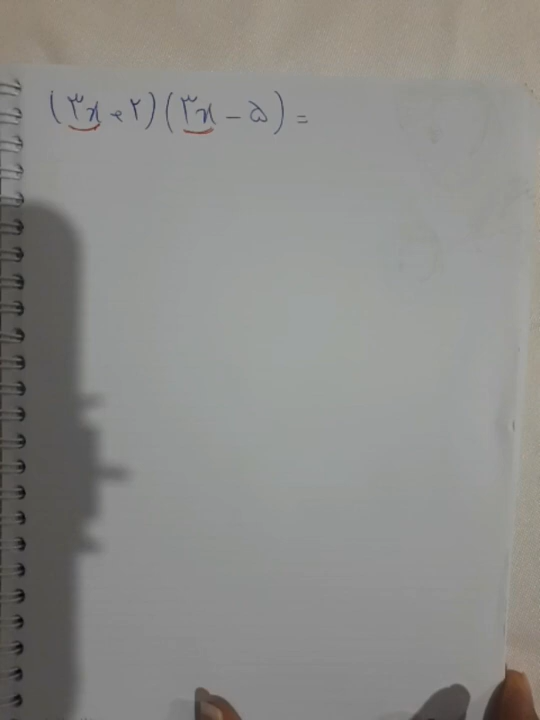 (۳x + ۲)(۳x - ۵) =